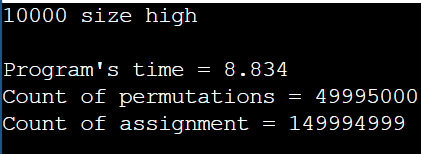 10000 size high
Program's time = 8.834
Count of permutations = 49995000
Count of assignment = 149994999